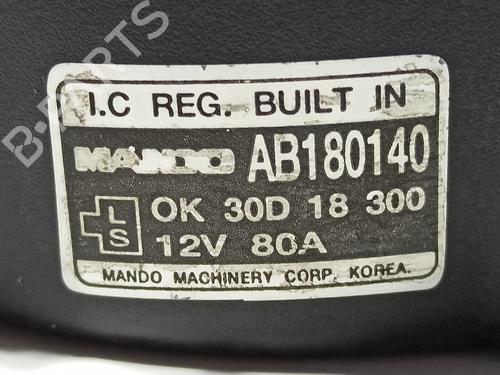 B-PARTS
I.C REG. BUILT IN
MANDO AB180140
L
S
OK 30D 18 300
12V 80A
MANDO MACHINERY CORP. KOREA.